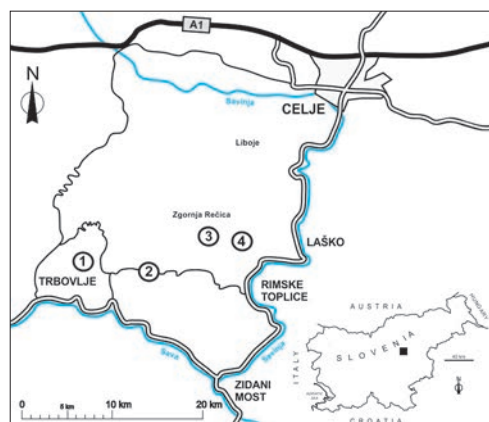 A1
N
Savinja
CELJE
Liboje
Zgornja Rečica
3
4
LAŠKO
1
2
TRBOVLJE
RIMSKE
TOPLICE
AUSTRIA
HUNGARY
SLOVENIA
ITALY
CROATIA
Sava
Savinja
ZIDANI
MOST
0
5 km
10 km
20 km